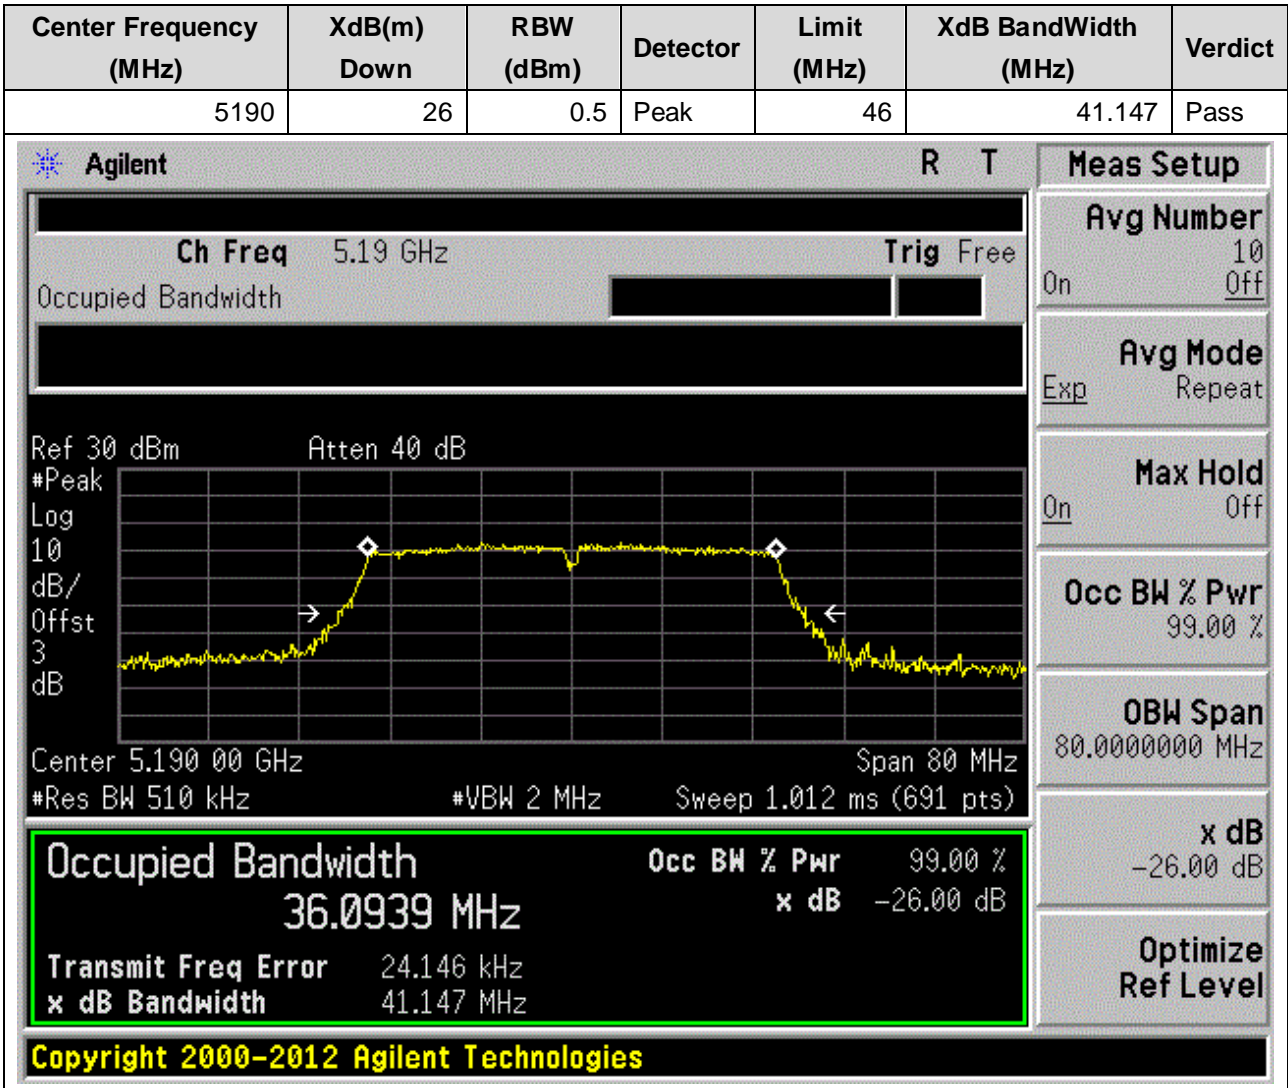 Center Frequency (MHz) XdB(m) Down RBW (dBm) Detector Limit (MHz) XdB BandWidth (MHz) Verdict
5190 26 0.5 Peak 46 41.147 Pass
Agilent R T
Ch Freq 5.19 GHz Trig Free
Occupied Bandwidth
Ref 30 dBm Atten 40 dB
#Peak
Log
10
dB/
Offst
3
dB
Center 5.190 00 GHz Span 80 MHz
#Res BW 510 kHz #VBW 2 MHz Sweep 1.012 ms (691 pts)
Occupied Bandwidth Occ BW % Pwr 99.00 %
36.0939 MHz x dB -26.00 dB
Transmit Freq Error 24.146 kHz
x dB Bandwidth 41.147 MHz
Copyright 2000-2012 Agilent Technologies
Meas Setup
Avg Number
10
On Off
Avg Mode
Exp Repeat
Max Hold
On Off
Occ BW % Pwr
99.00 %
OBW Span
80.0000000 MHz
x dB
-26.00 dB
Optimize
Ref Level